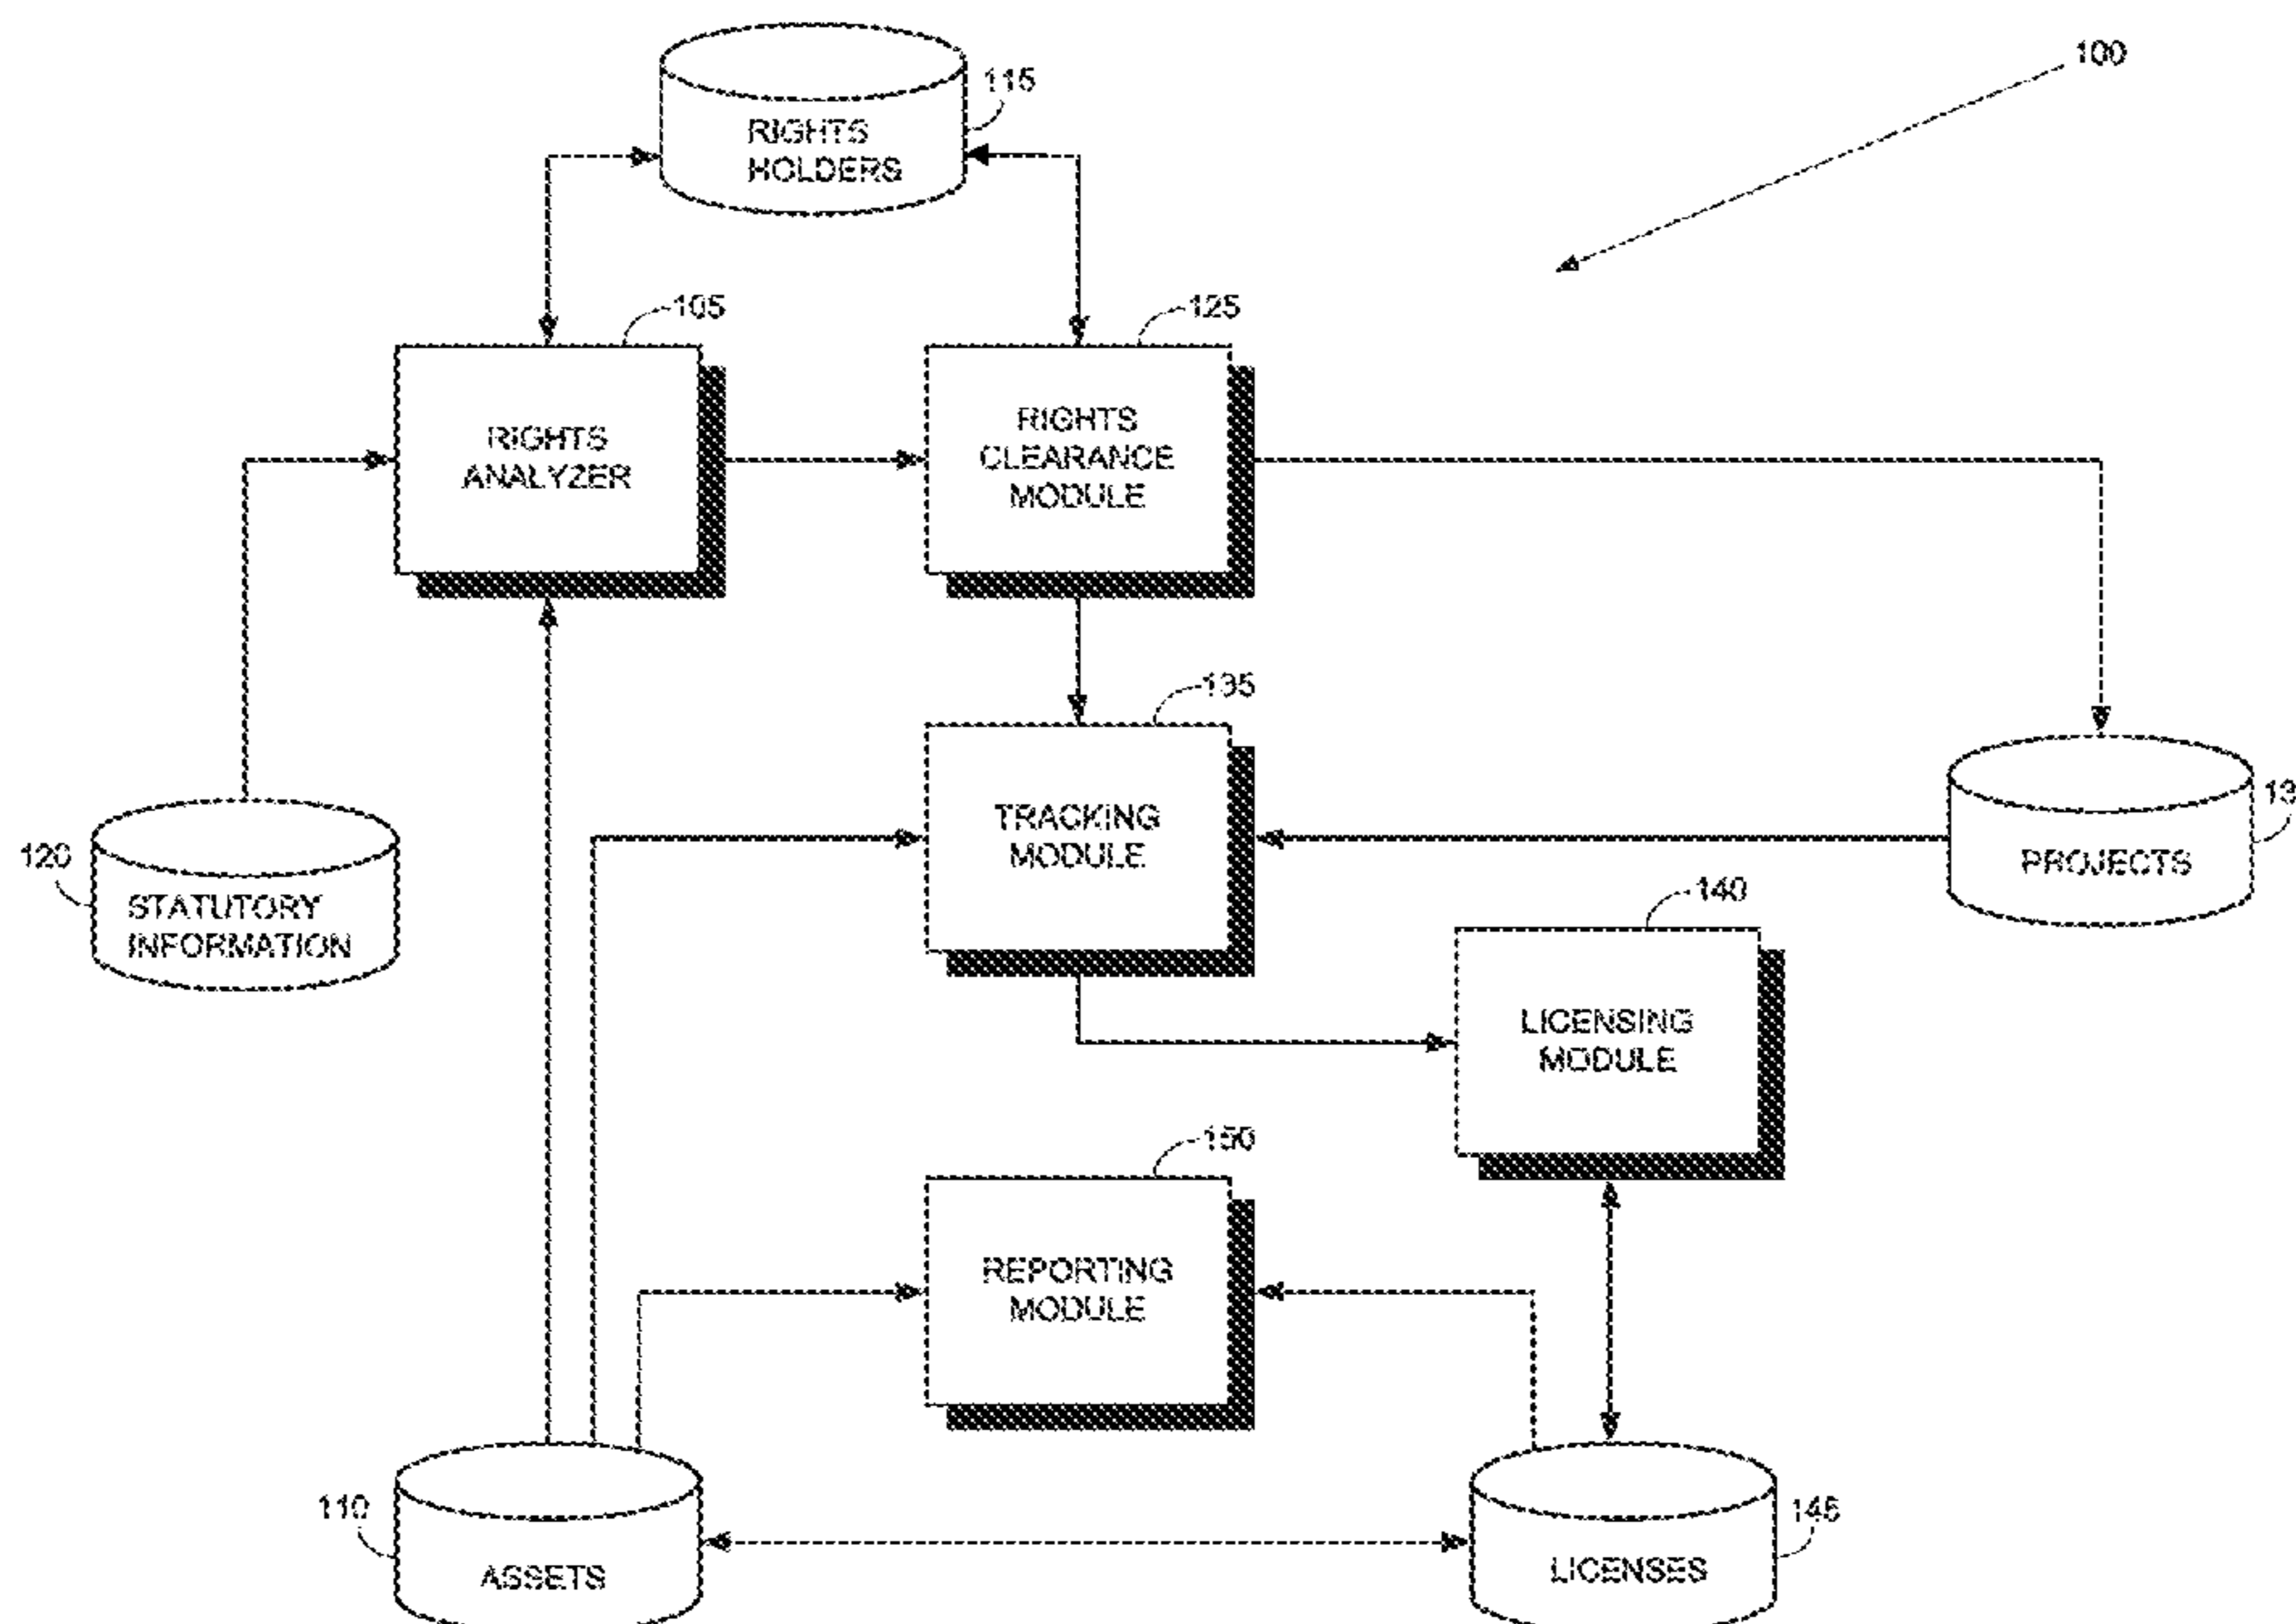 100
115
RIGHTS
HOLDERS
105
125
RIGHTS
ANALYZER
RIGHTS
CLEARANCE
MODULE
135
120
STATUTORY
INFORMATION
TRACKING
MODULE
13
PROJECTS
140
LICENSING
MODULE
150
REPORTING
MODULE
110
ASSETS
145
LICENSES